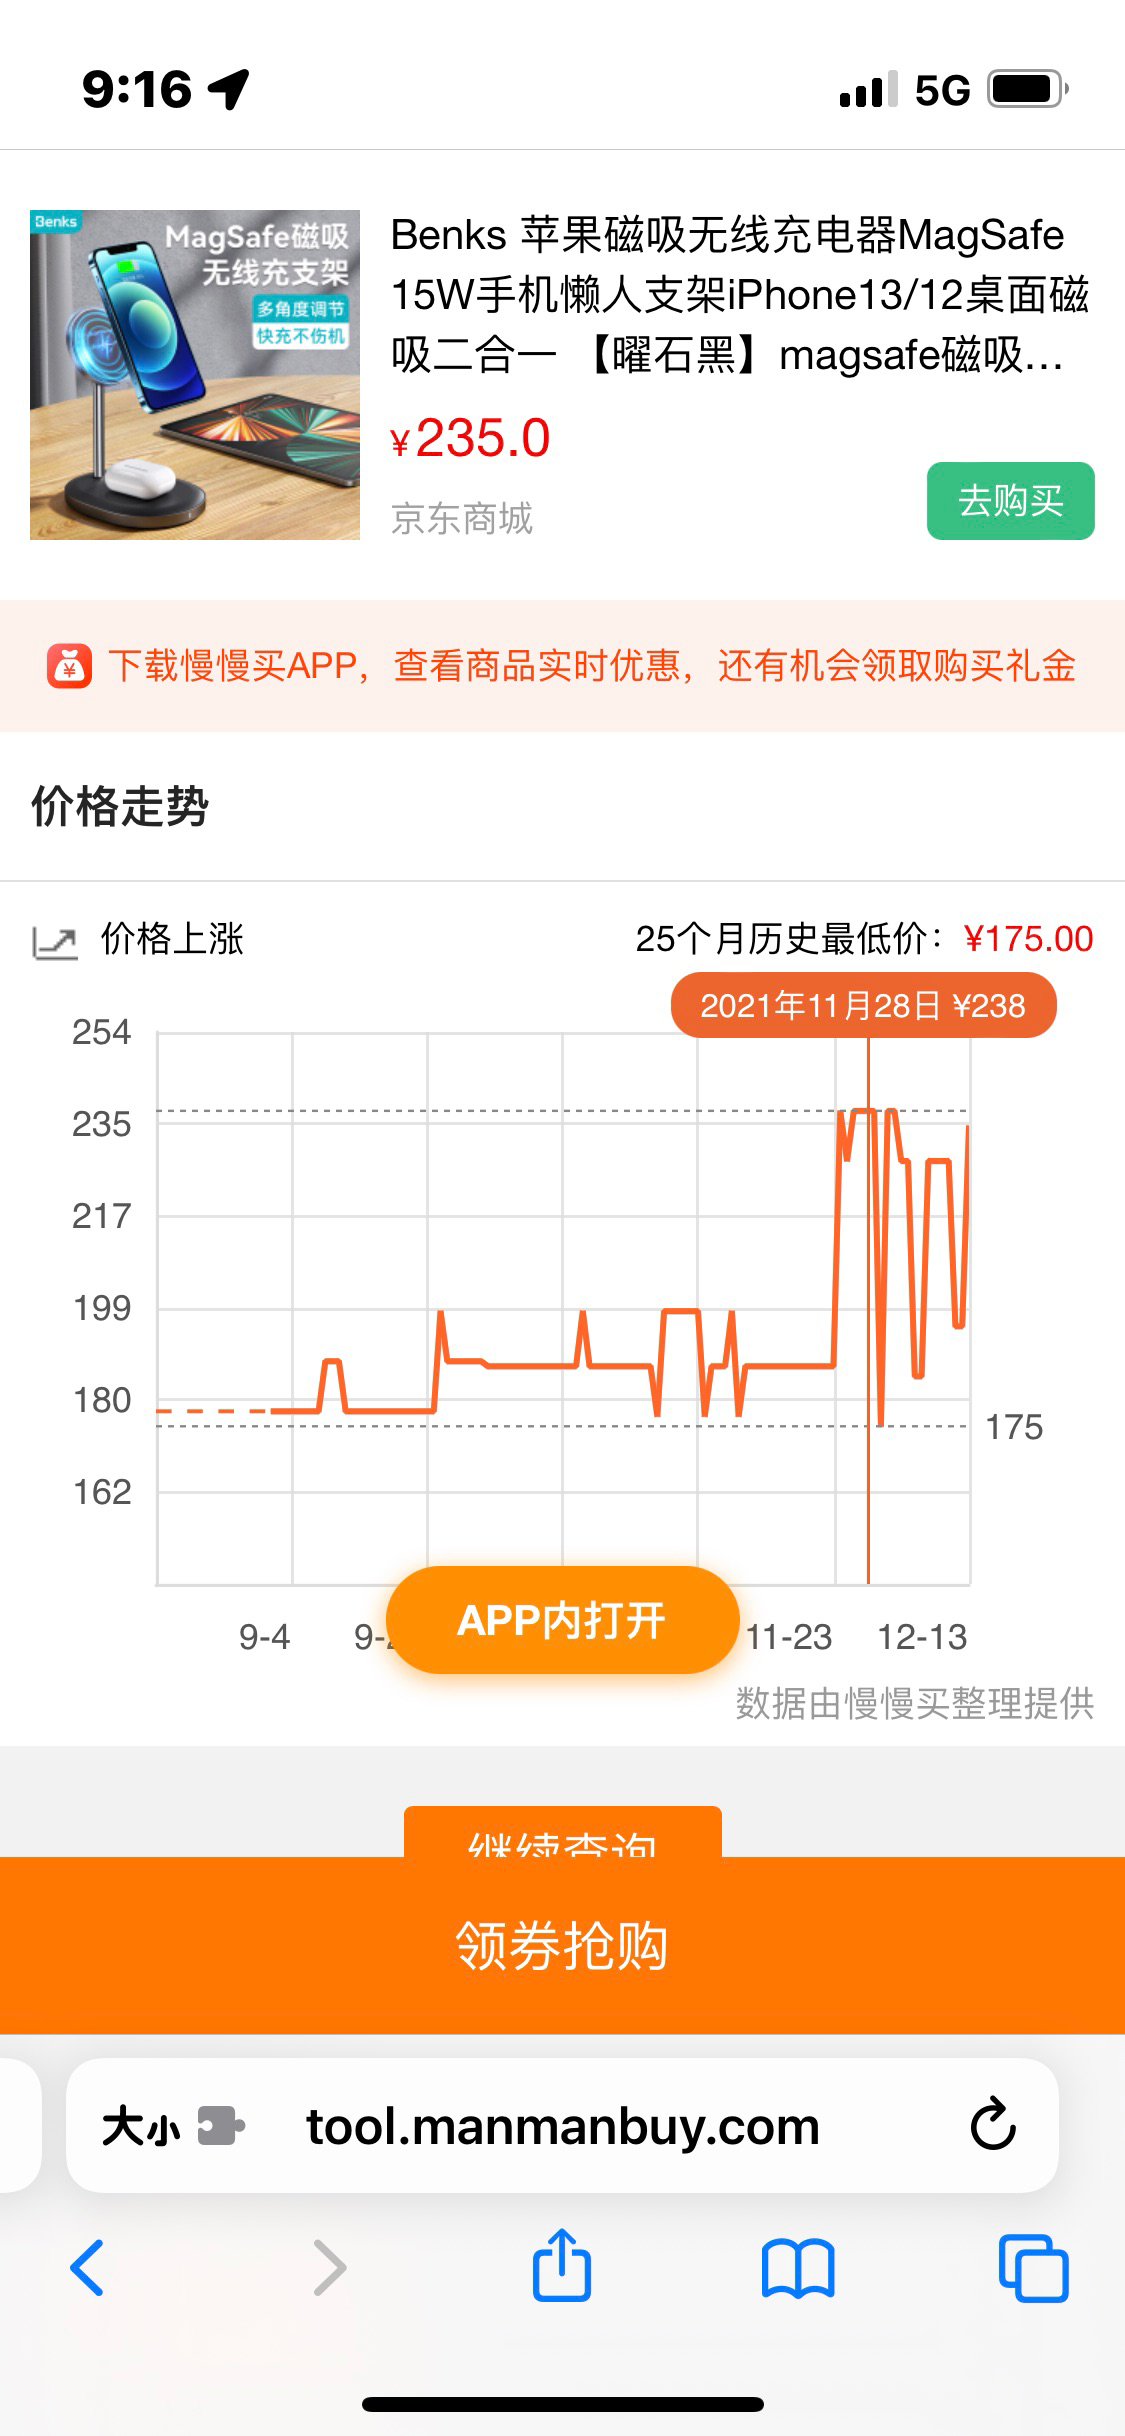 9:16
5G
Benks
MagSafe磁吸
无线充支架
多角度调节
快充不伤机
Benks 苹果磁吸无线充电器MagSafe
15W手机懒人支架iPhone13/12桌面磁
吸二合一 【曜石黑】magsafe磁吸...
¥235.0
京东商城
去购买
下载慢慢买APP，查看商品实时优惠，还有机会领取购买礼金
价格走势
价格上涨
25个月历史最低价：¥175.00
2021年11月28日 ¥238
254
235
217
199
180
175
162
9-4
11-23
12-13
APP内打开
数据由慢慢买整理提供
继续查询
领券抢购
大小
tool.manmanbuy.com